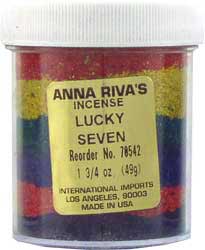 ANNA RIVA'S
INCENSE
LUCKY
SEVEN
Reorder No. 70542
1 3/4 oz. (49g)
INTERNATIONAL IMPORTS
LOS ANGELES, 90003
MADE IN USA